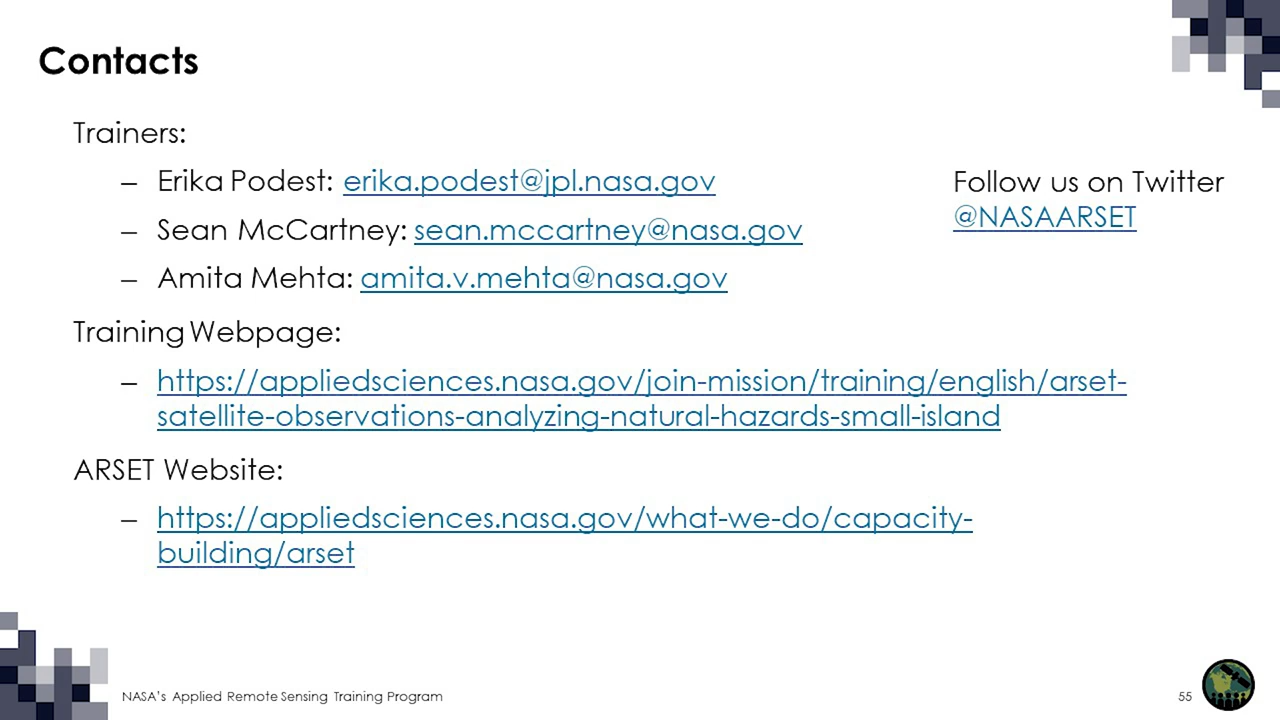 Contacts
Trainers:
– Erika Podest: erika.podest@jpl.nasa.gov
– Sean McCartney: sean.mccartney@nasa.gov
– Amita Mehta: amita.v.mehta@nasa.gov
Follow us on Twitter
@NASAARSET
Training Webpage:
– https://appliedsciences.nasa.gov/join-mission/training/english/arset-
satellite-observations-analyzing-natural-hazards-small-island
ARSET Website:
– https://appliedsciences.nasa.gov/what-we-do/capacity-
building/arset
NASA's Applied Remote Sensing Training Program
55